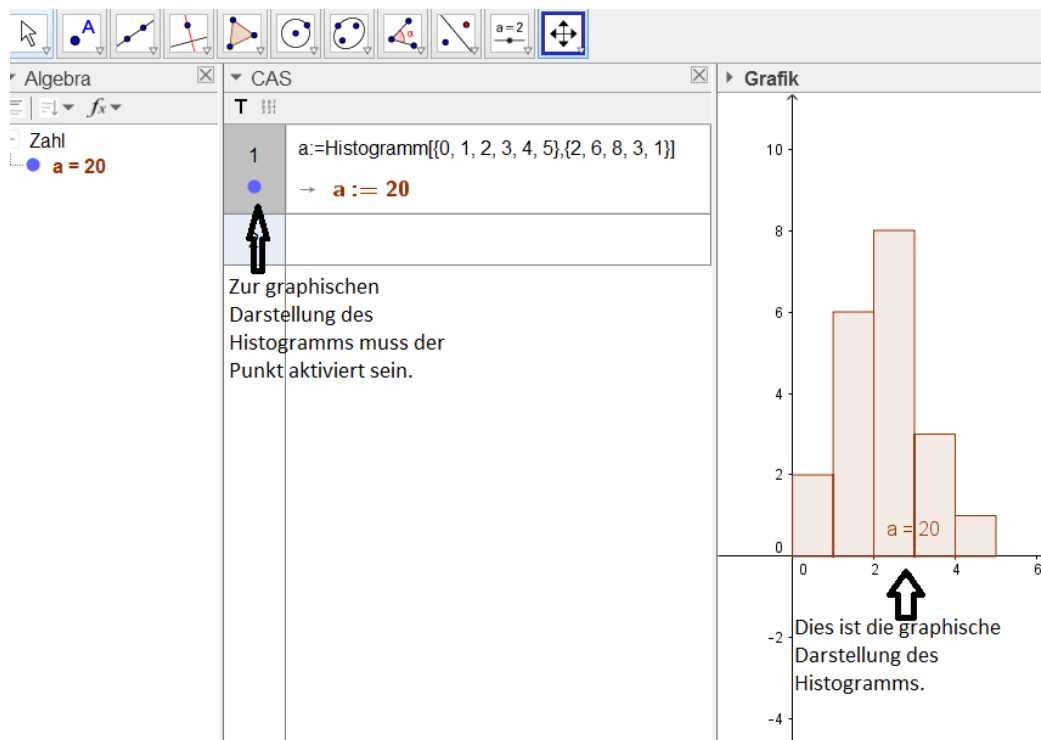 A
α
a=2
Algebra
CAS
Grafik
fx
T
Zahl
a = 20
1
a:=Histogramm[{0, 1, 2, 3, 4, 5},{2, 6, 8, 3, 1}]
→ a := 20
2
Zur graphischen
Darstellung des
Histogramms muss der
Punkt aktiviert sein.
10
8
6
4
2
0
-2
-4
0 2 4 6
a = 20
Dies ist die graphische
Darstellung des
Histogramms.